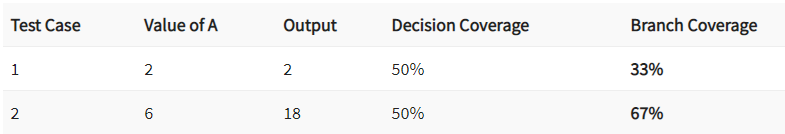 Test Case Value of A Output Decision Coverage Branch Coverage
1 2 2 50% 33%
2 6 18 50% 67%